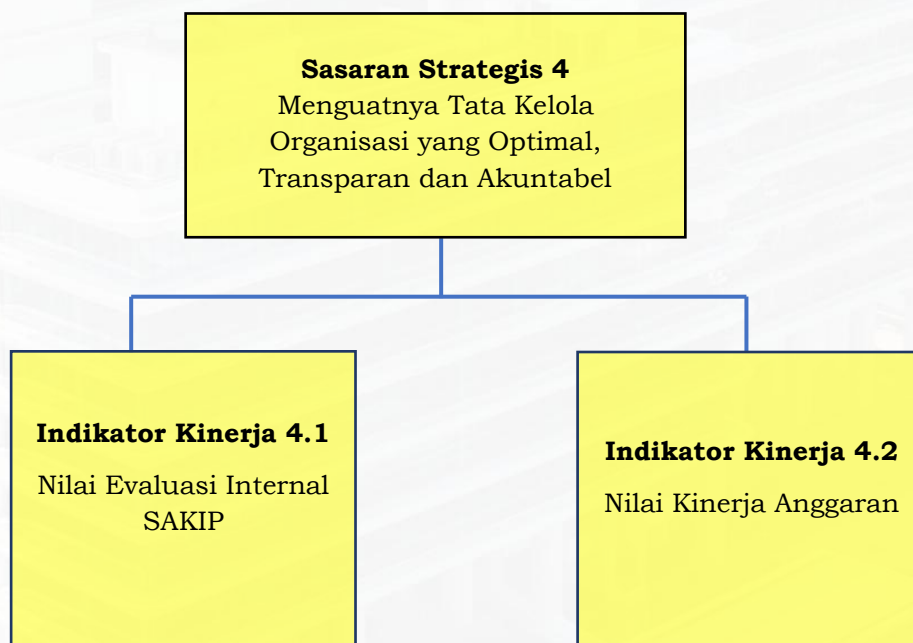 Sasaran Strategis 4
Menguatnya Tata Kelola
Organisasi yang Optimal,
Transparan dan Akuntabel
Indikator Kinerja 4.1
Nilai Evaluasi Internal
SAKIP
Indikator Kinerja 4.2
Nilai Kinerja Anggaran